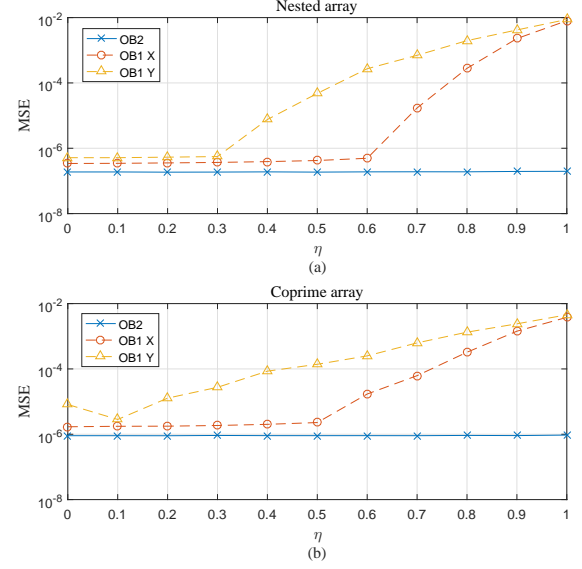 Nested array
10^-2
10^-4
10^-6
10^-8
MSE
OB2
OB1 X
OB1 Y
0 0.1 0.2 0.3 0.4 0.5 0.6 0.7 0.8 0.9 1
η
(a)
Coprime array
10^-2
10^-4
10^-6
10^-8
MSE
OB2
OB1 X
OB1 Y
0 0.1 0.2 0.3 0.4 0.5 0.6 0.7 0.8 0.9 1
η
(b)